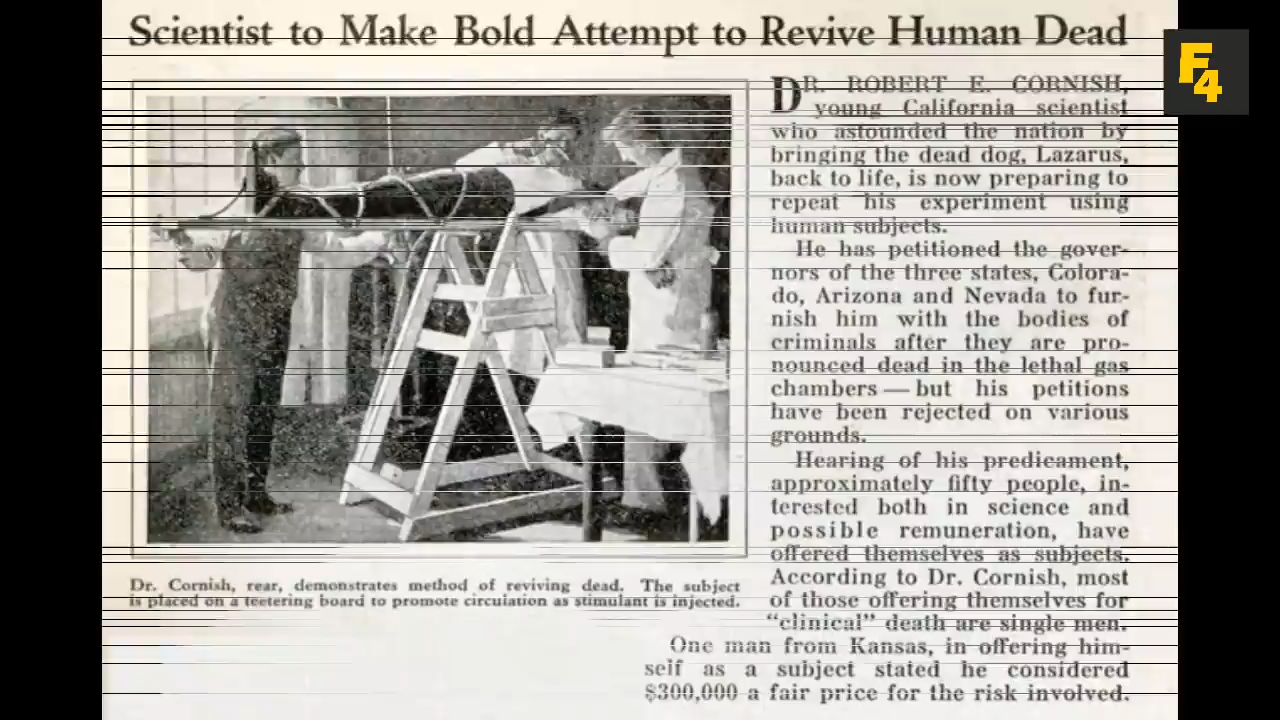 Scientist to Make Bold Attempt to Revive Human Dead
F4
DR. ROBERT E. CORNISH,
young California scientist
who astounded the nation by
bringing the dead dog, Lazarus,
back to life, is now preparing to
repeat his experiment using
human subjects.
He has petitioned the gover-
nors of the three states, Colora-
do, Arizona and Nevada to fur-
nish him with the bodies of
criminals after they are pro-
nounced dead in the lethal gas
chambers — but his petitions
have been rejected on various
grounds.
Hearing of his predicament,
approximately fifty people, in-
terested both in science and
possible remuneration, have
offered themselves as subjects.
According to Dr. Cornish, most
of those offering themselves for
"clinical" death are single men.
One man from Kansas, in offering him-
self as a subject stated he considered
$300,000 a fair price for the risk involved.
Dr. Cornish, rear, demonstrates method of reviving dead. The subject
is placed on a teetering board to promote circulation as stimulant is injected.